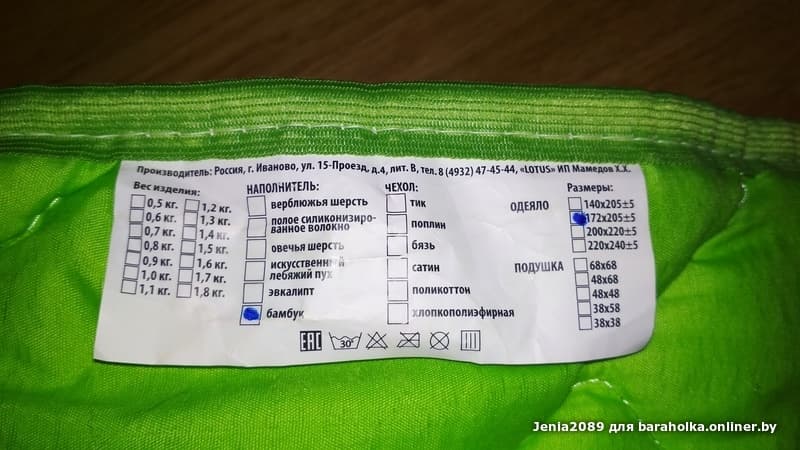 Производитель: Россия, г. Иваново, ул. 15-Проезд, д.4, лит. В, тел. 8 (4932) 47-45-44, «LOTUS» ИП Мамедов Х.Х.
Вес изделия:
0,5 кг.
0,6 кг.
0,7 кг.
0,8 кг.
0,9 кг.
1,0 кг.
1,1 кг.
1,2 кг.
1,3 кг.
1,4 кг.
1,5 кг.
1,6 кг.
1,7 кг.
1,8 кг.
НАПОЛНИТЕЛЬ:
верблюжья шерсть
полое силиконизиро-
ванное волокно
овечья шерсть
искусственный
лебяжий пух
эвкалипт
бамбук
ЧЕХОЛ:
тик
поплин
бязь
сатин
поликоттон
хлопкополиэфирная
Размеры:
ОДЕЯЛО
140х205±5
172х205±5
200х220±5
220х240±5
ПОДУШКА
68х68
48х68
48х48
38х58
38х38
EAC
30°
Jenia2089 для baraholka.onliner.by